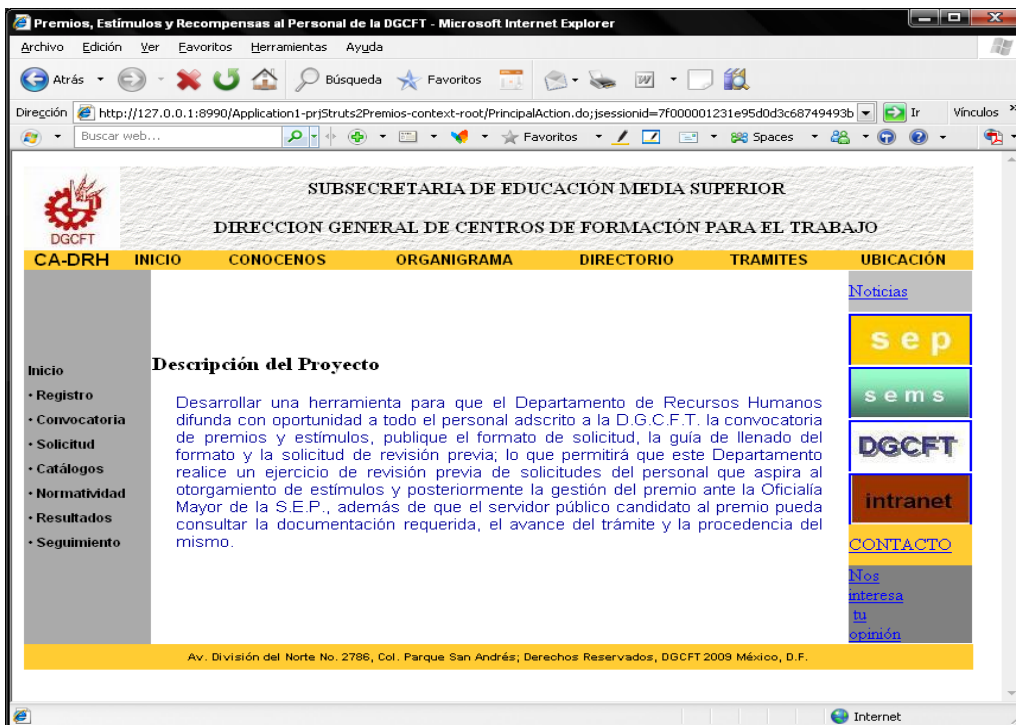 Premios, Estímulos y Recompensas al Personal de la DGCFT - Microsoft Internet Explorer
Archivo Edición Ver Favoritos Herramientas Ayuda
Atrás Búsqueda Favoritos
Dirección http://127.0.0.1:8990/Application1-prjStruts2Premios-context-root/PrincipalAction.do;jsessionid=7f000001231e95d0d3c68749493b Ir Vínculos »
Buscar web... Favoritos Spaces
DGCFT
SUBSECRETARIA DE EDUCACIÓN MEDIA SUPERIOR
DIRECCION GENERAL DE CENTROS DE FORMACIÓN PARA EL TRABAJO
CA-DRH INICIO CONOCENOS ORGANIGRAMA DIRECTORIO TRAMITES UBICACIÓN
Inicio
• Registro
• Convocatoria
• Solicitud
• Catálogos
• Normatividad
• Resultados
• Seguimiento
Descripción del Proyecto
Desarrollar una herramienta para que el Departamento de Recursos Humanos
difunda con oportunidad a todo el personal adscrito a la D.G.C.F.T. la convocatoria
de premios y estímulos, publique el formato de solicitud, la guía de llenado del
formato y la solicitud de revisión previa; lo que permitirá que este Departamento
realice un ejercicio de revisión previa de solicitudes del personal que aspira al
otorgamiento de estímulos y posteriormente la gestión del premio ante la Oficialía
Mayor de la S.E.P., además de que el servidor público candidato al premio pueda
consultar la documentación requerida, el avance del trámite y la procedencia del
mismo.
Noticias
sep
sems
DGCFT
intranet
CONTACTO
Nos
interesa
tu
opinión
Av. División del Norte No. 2786, Col. Parque San Andrés; Derechos Reservados, DGCFT 2009 México, D.F.
Internet